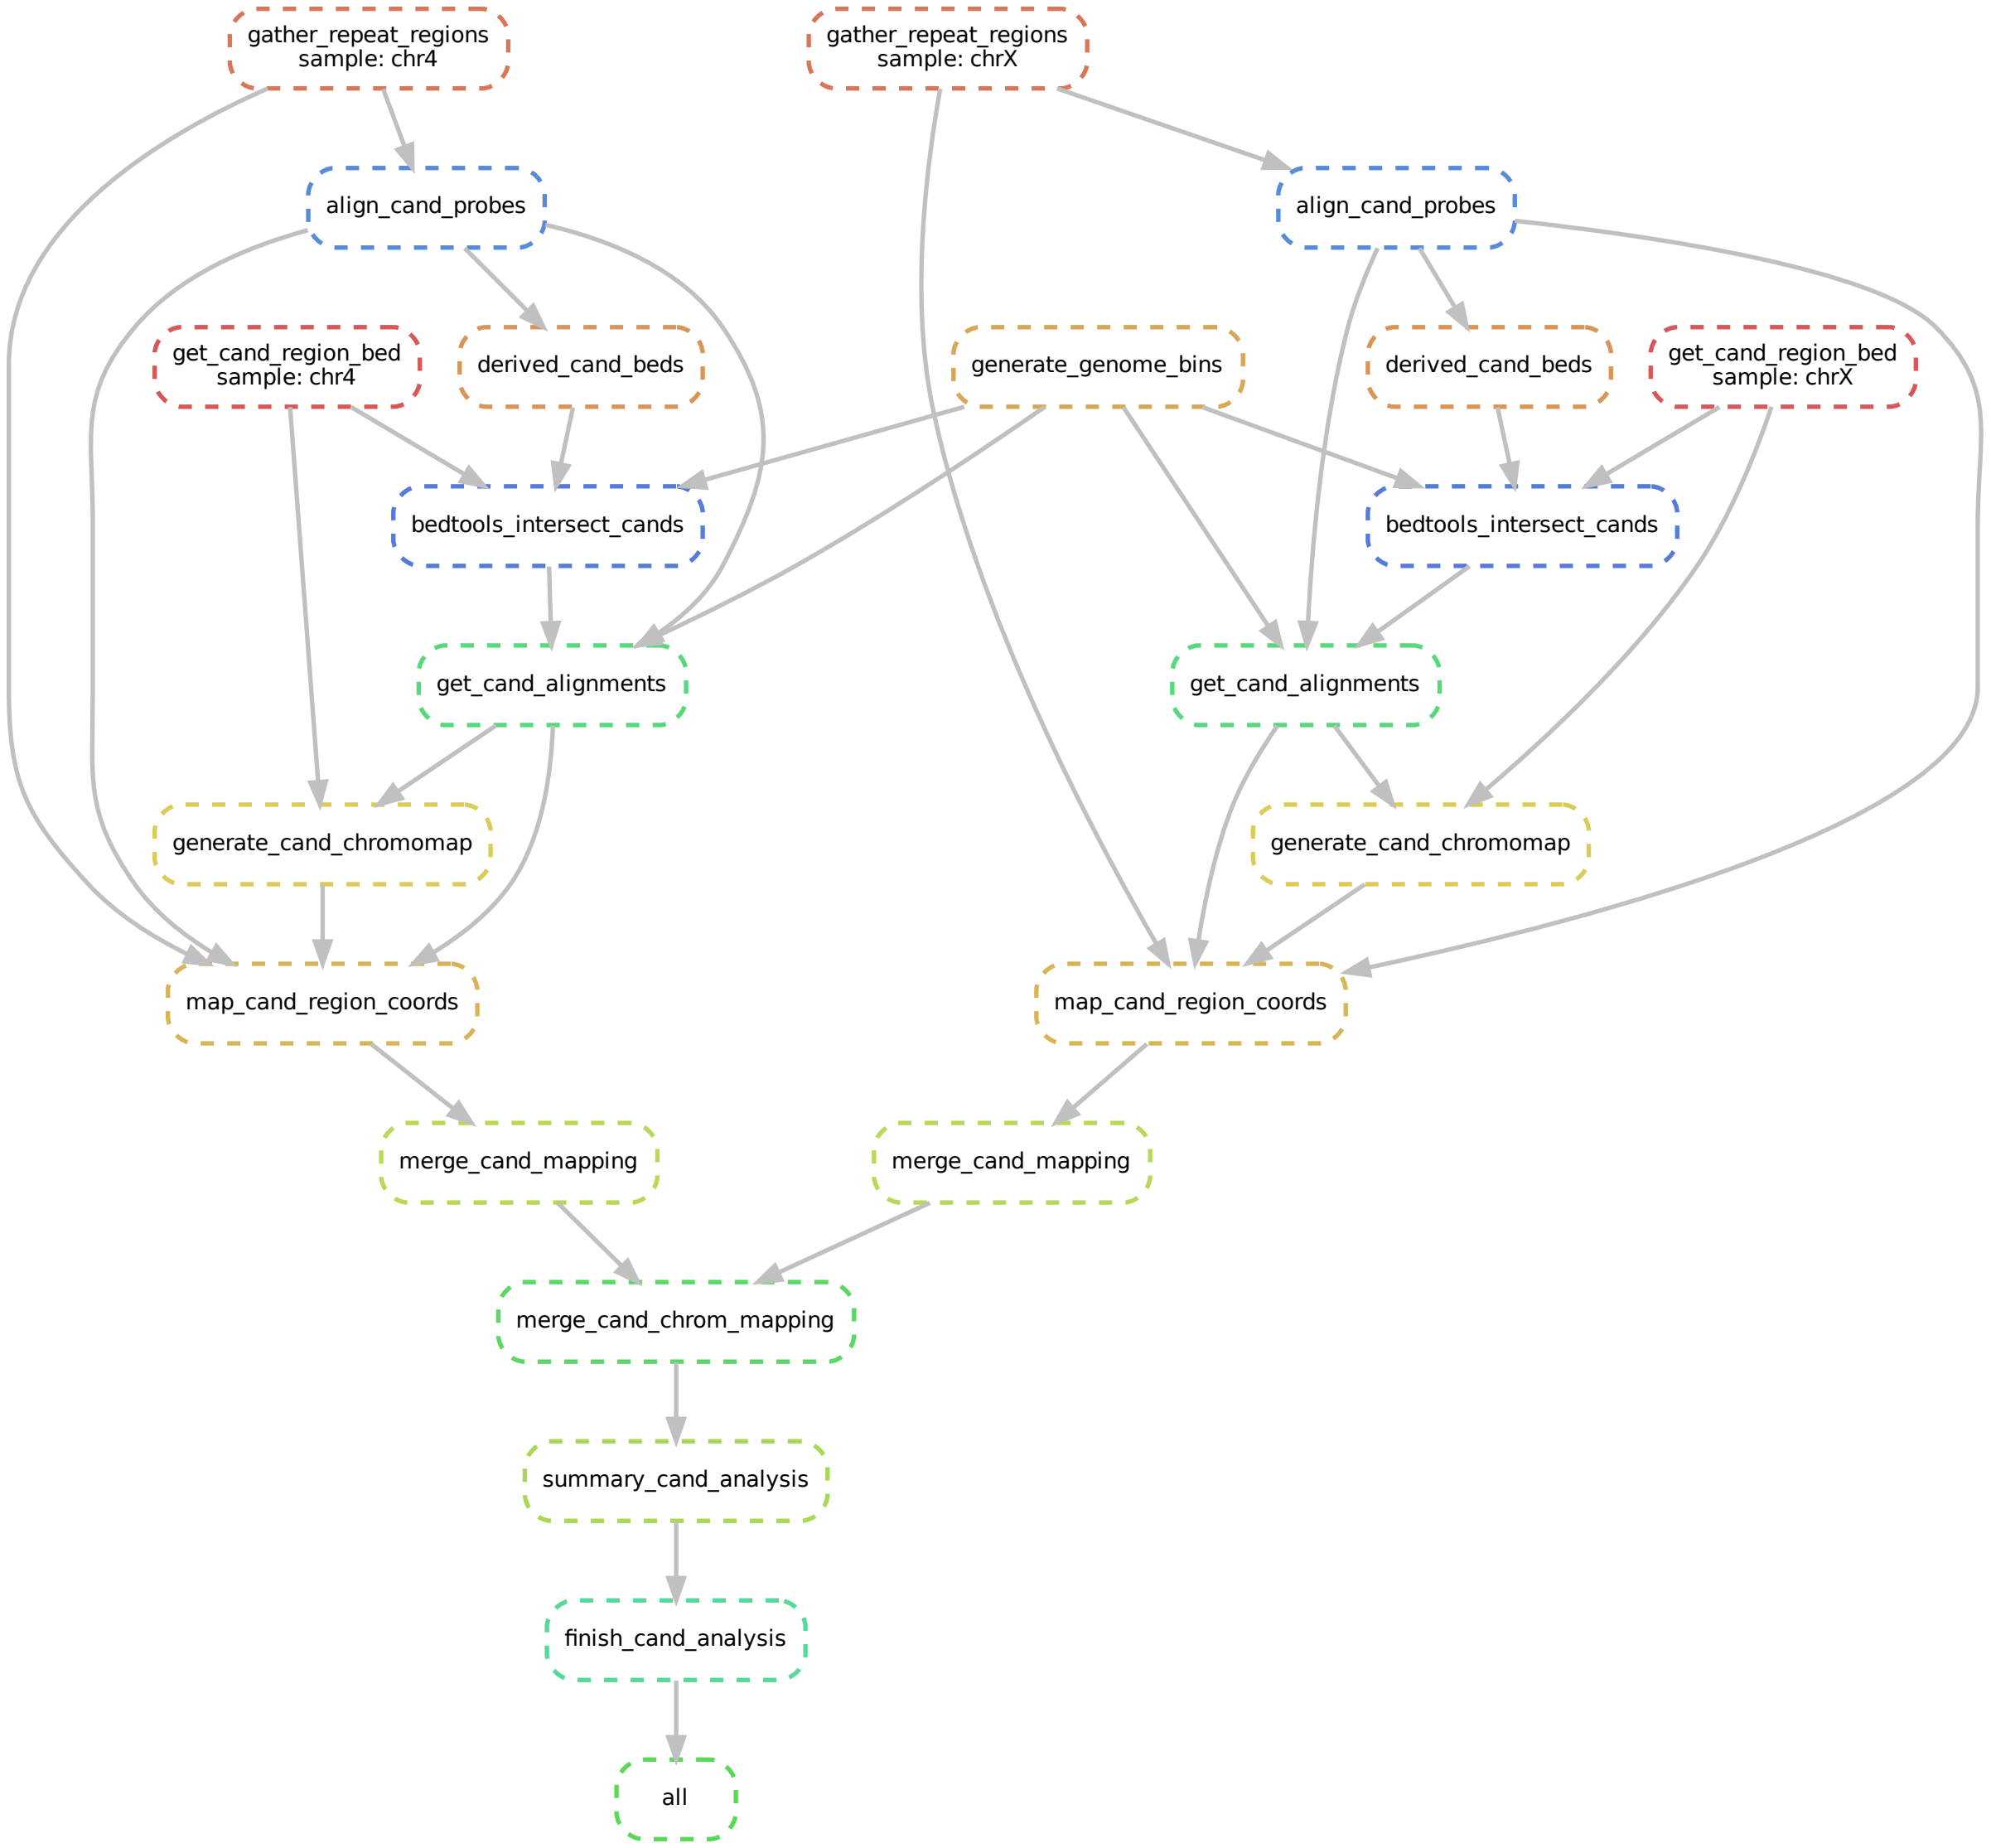 gather_repeat_regions
sample: chr4
gather_repeat_regions
sample: chrX
align_cand_probes
align_cand_probes
get_cand_region_bed
sample: chr4
derived_cand_beds
generate_genome_bins
derived_cand_beds
get_cand_region_bed
sample: chrX
bedtools_intersect_cands
bedtools_intersect_cands
get_cand_alignments
get_cand_alignments
generate_cand_chromomap
generate_cand_chromomap
map_cand_region_coords
map_cand_region_coords
merge_cand_mapping
merge_cand_mapping
merge_cand_chrom_mapping
summary_cand_analysis
finish_cand_analysis
all